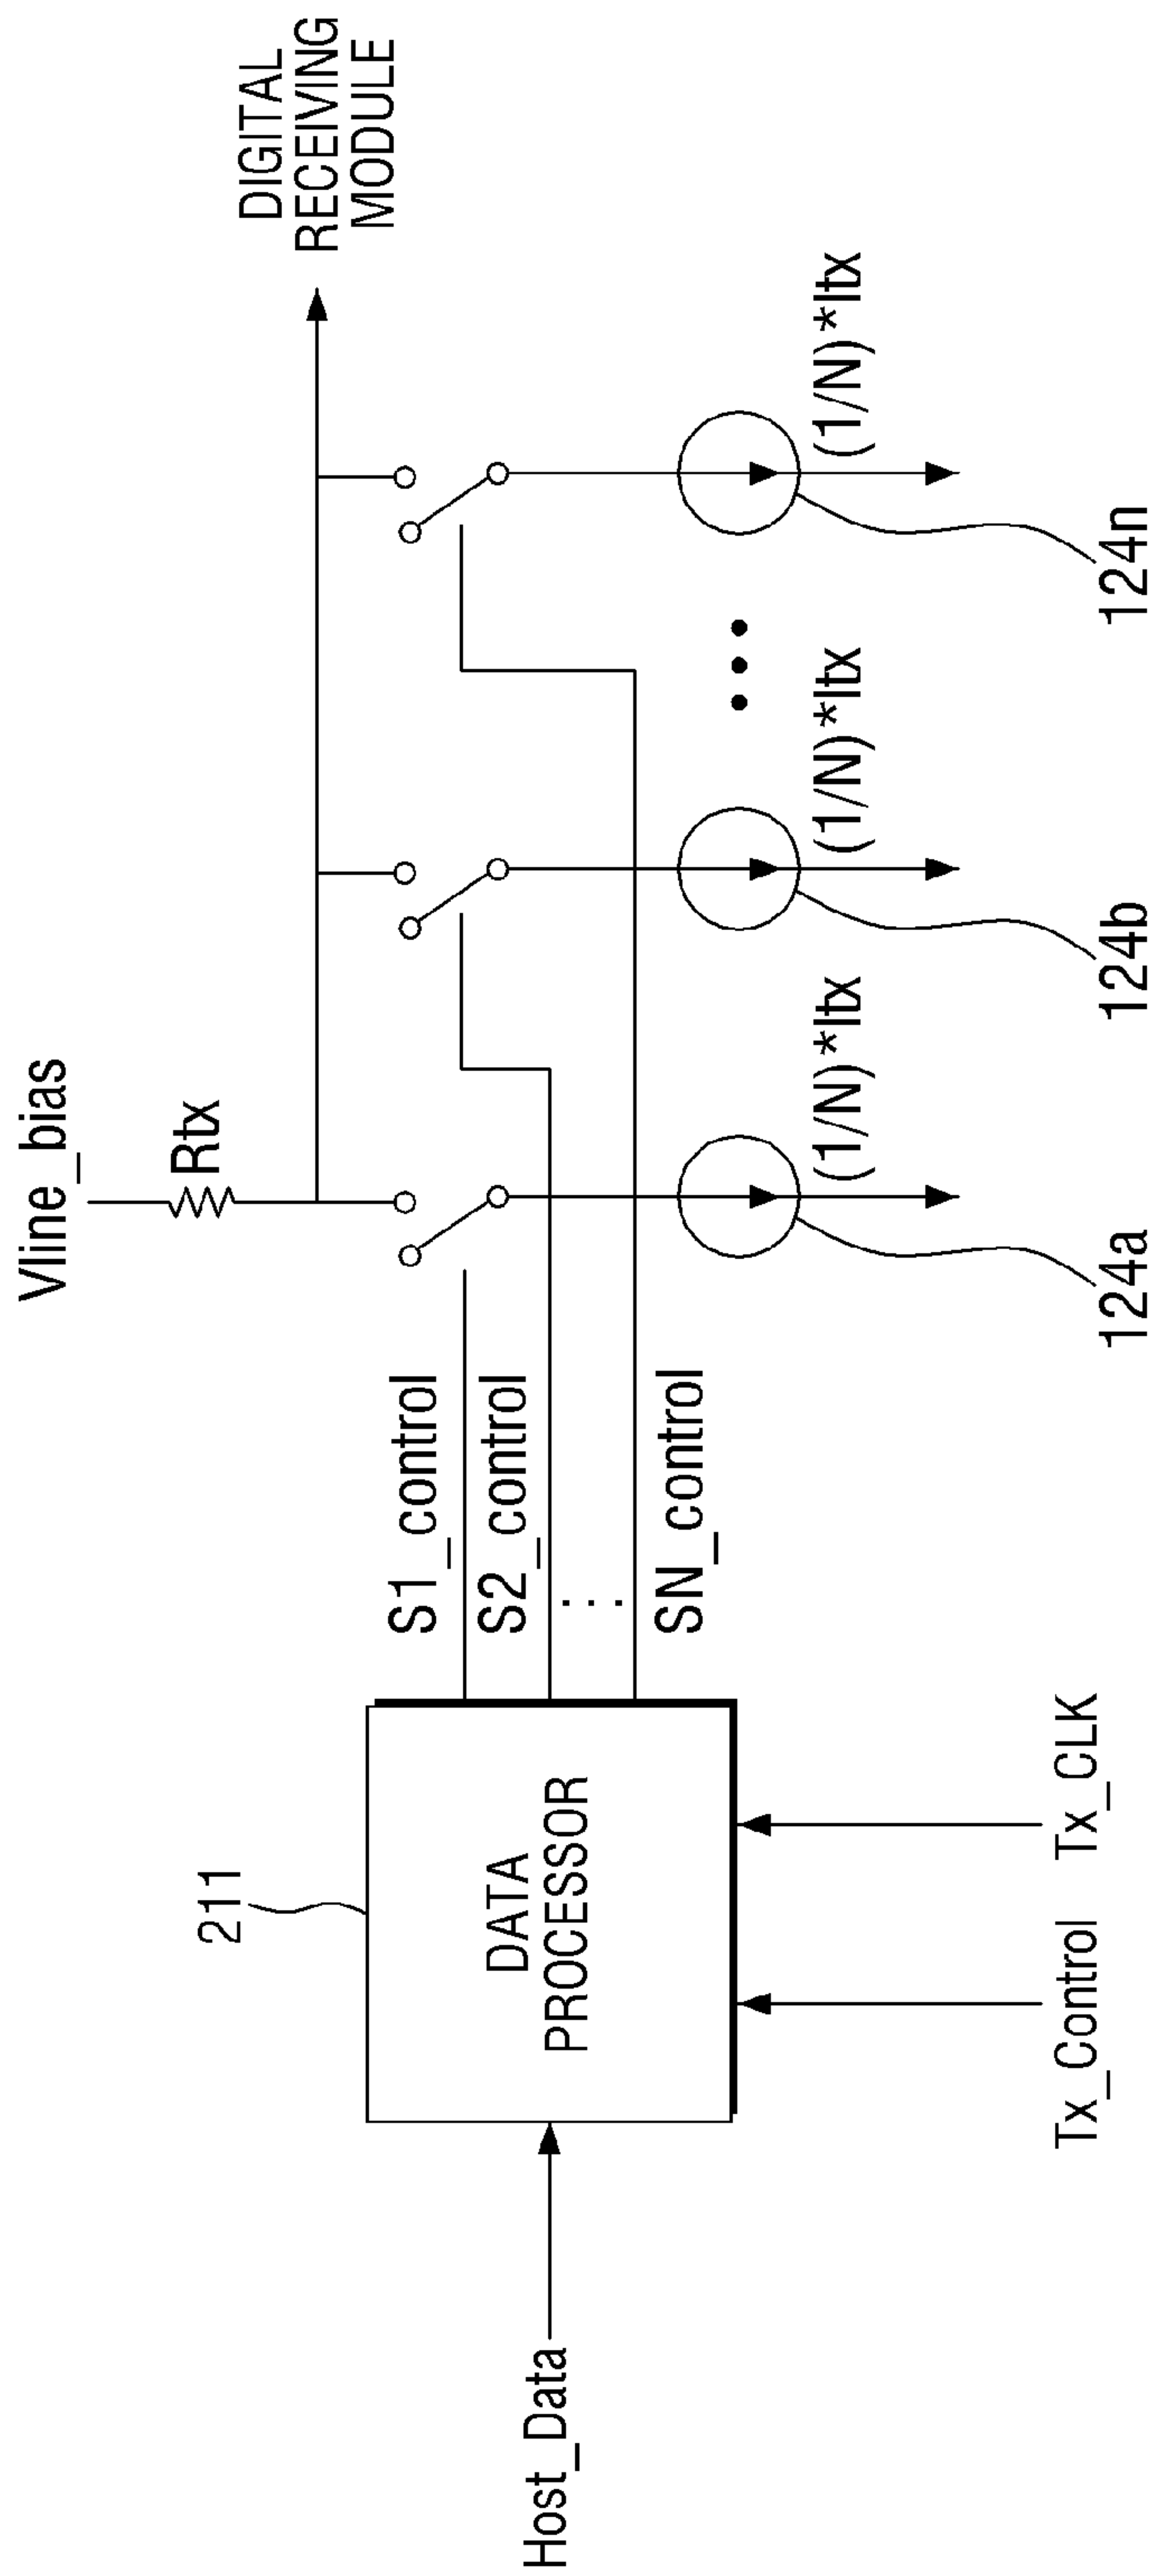 Vline_bias
Rtx
DIGITAL
RECEIVING
MODULE
211
S1_control
S2_control
...
SN_control
DATA
PROCESSOR
Host_Data
(1/N)*Itx
(1/N)*Itx
•••
(1/N)*Itx
Tx_Control
Tx_CLK
124a
124b
124n